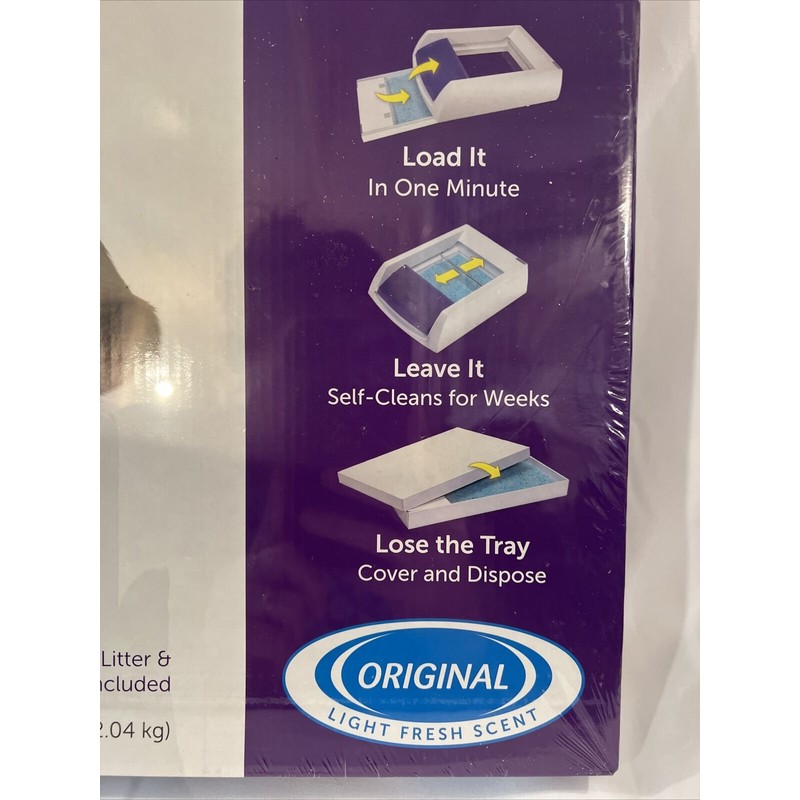 Load It
In One Minute
Leave It
Self-Cleans for Weeks
Lose the Tray
Cover and Dispose
Litter &
ncluded
2.04 kg)
ORIGINAL
LIGHT FRESH SCENT